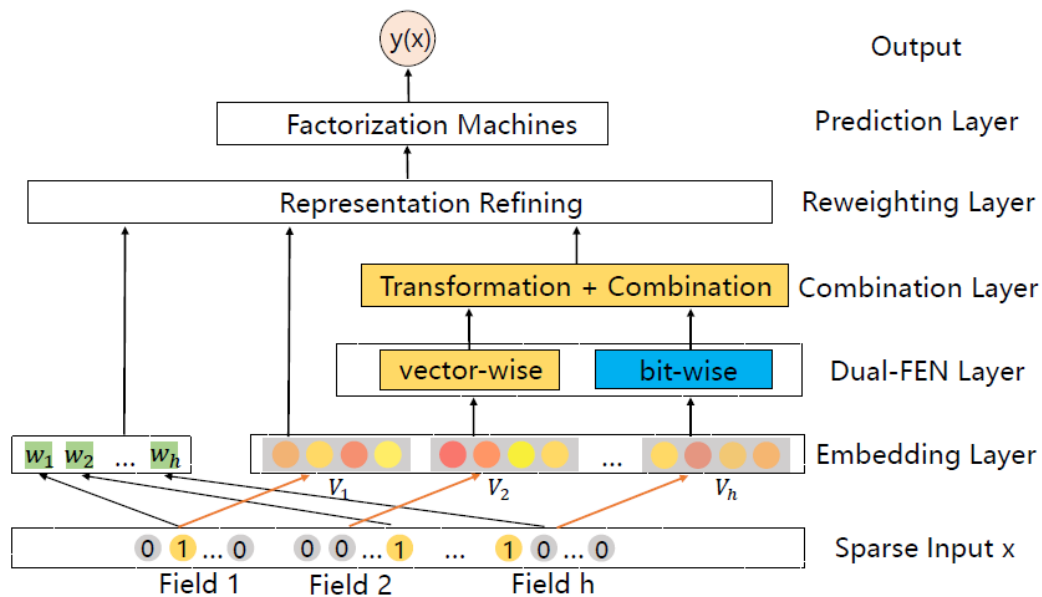 y(x) Output
Factorization Machines Prediction Layer
Representation Refining Reweighting Layer
Transformation + Combination Combination Layer
vector-wise bit-wise Dual-FEN Layer
w₁ w₂ ... wₕ ... Embedding Layer
V₁ V₂ Vₕ
0 1 ... 0 0 0 ... 1 ... 1 0 ... 0 Sparse Input x
Field 1 Field 2 Field h